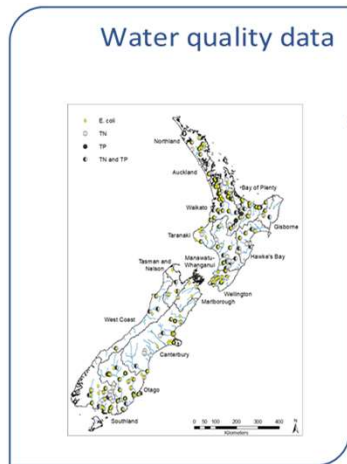 Water quality data
E. coli
TN
TP
TN and TP
Northland
Auckland
Bay of Plenty
Waikato
Gisborne
Taranaki
Hawke's Bay
Manawatu-
Whanganui
Tasman and
Nelson
Wellington
Marlborough
West Coast
Canterbury
Otago
Southland
0 50 100 200 300 400
Kilometers
N